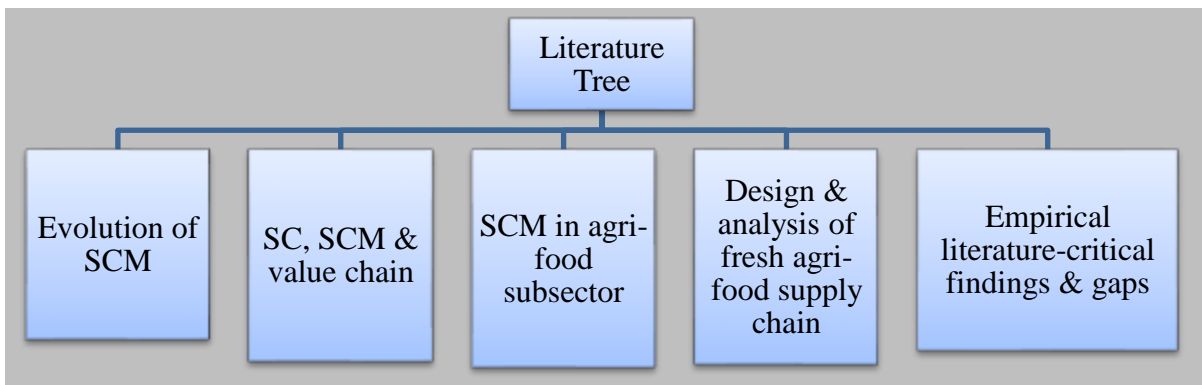 Literature
Tree
Evolution of
SCM
SC, SCM &
value chain
SCM in agri-
food
subsector
Design &
analysis of
fresh agri-
food supply
chain
Empirical
literature-critical
findings & gaps